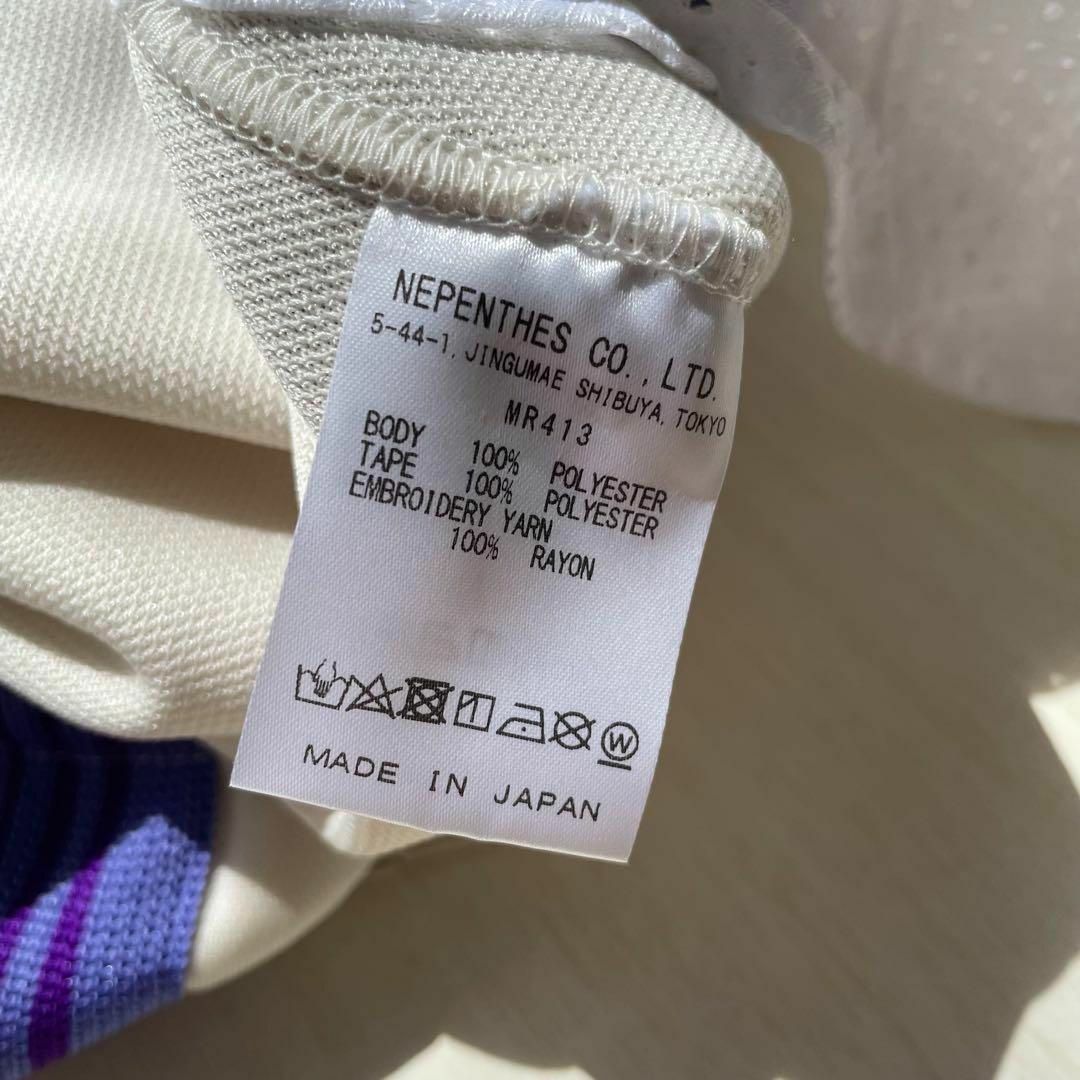 NEPENTHES CO., LTD.
5-44-1, JINGUMAE SHIBUYA, TOKYO
MR413
BODY 100% POLYESTER
TAPE 100% POLYESTER
EMBROIDERY YARN
100% RAYON
W
MADE IN JAPAN